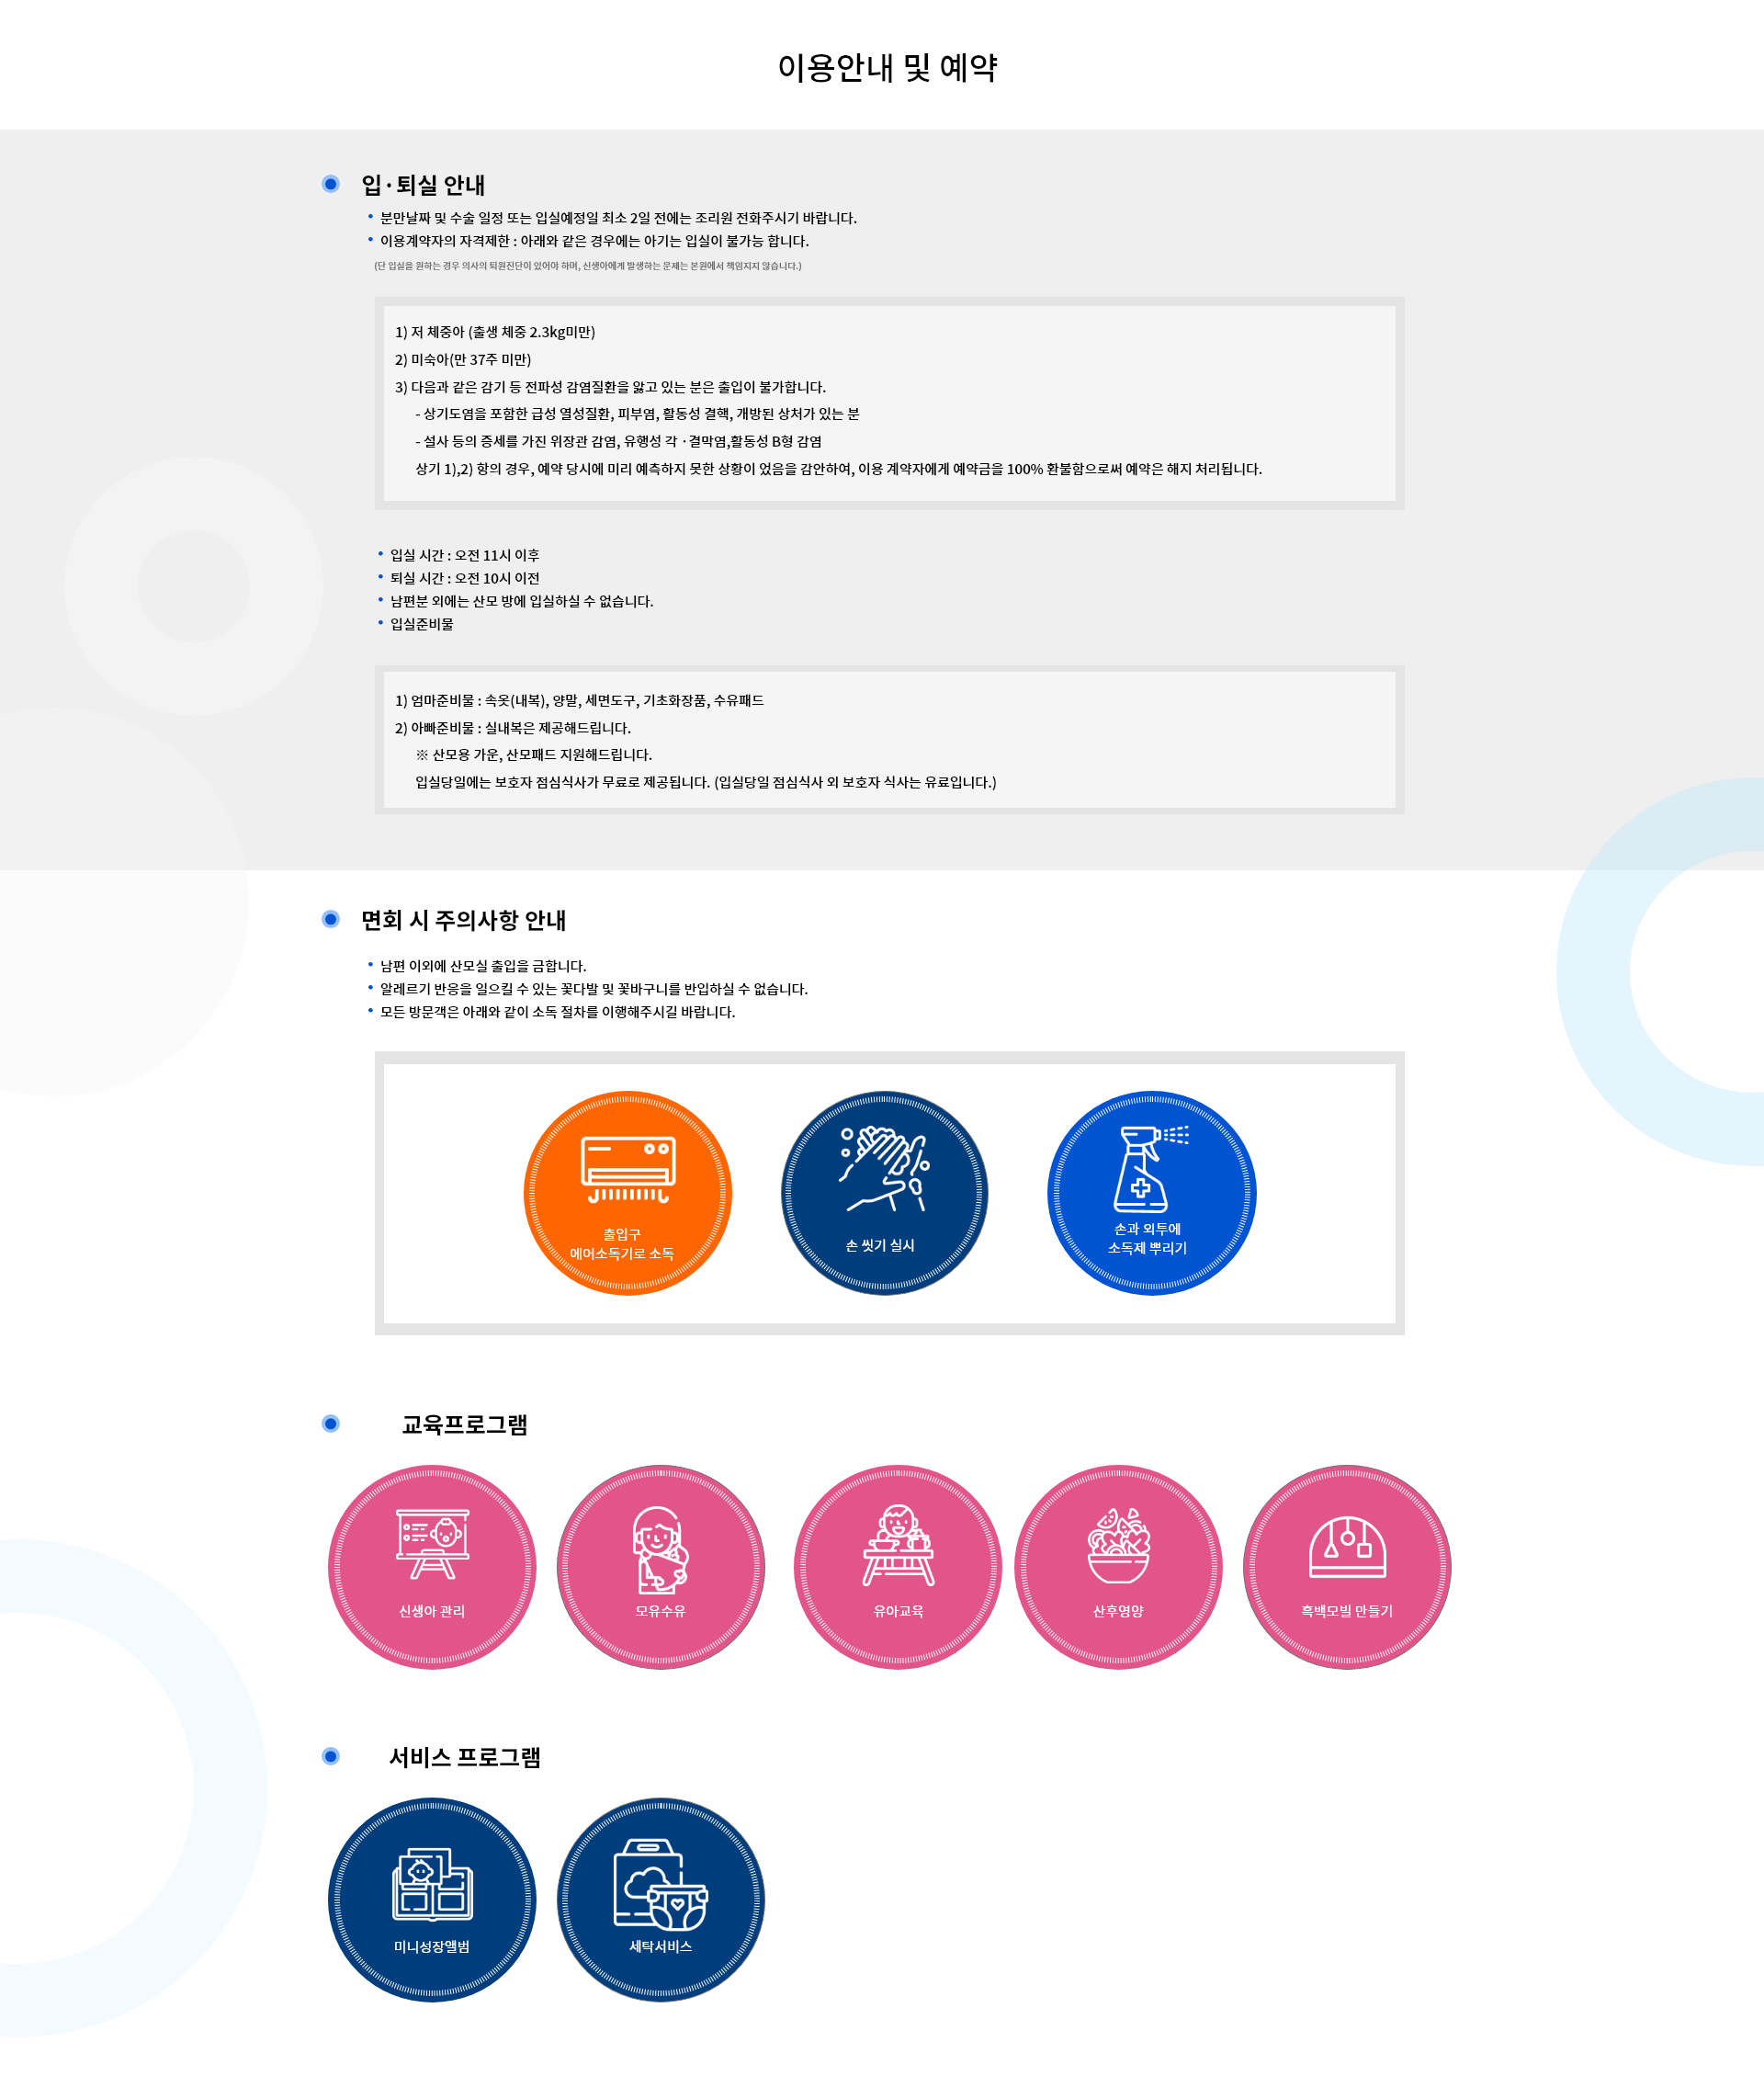 이용안내 및 예약
입·퇴실 안내
분만날짜 및 수술 일정 또는 입실예정일 최소 2일 전에는 조리원 전화주시기 바랍니다.
이용계약자의 자격제한 : 아래와 같은 경우에는 아기는 입실이 불가능 합니다.
(단 입실을 원하는 경우 의사의 퇴원진단이 있어야 하며, 신생아에게 발생하는 문제는 본원에서 책임지지 않습니다.)
1) 저 체중아 (출생 체중 2.3kg미만)
2) 미숙아(만 37주 미만)
3) 다음과 같은 감기 등 전파성 감염질환을 앓고 있는 분은 출입이 불가합니다.
- 상기도염을 포함한 급성 열성질환, 피부염, 활동성 결핵, 개방된 상처가 있는 분
- 설사 등의 증세를 가진 위장관 감염, 유행성 각 ·결막염,활동성 B형 감염
상기 1),2) 항의 경우, 예약 당시에 미리 예측하지 못한 상황이 었음을 감안하여, 이용 계약자에게 예약금을 100% 환불함으로써 예약은 해지 처리됩니다.
입실 시간 : 오전 11시 이후
퇴실 시간 : 오전 10시 이전
남편분 외에는 산모 방에 입실하실 수 없습니다.
입실준비물
1) 엄마준비물 : 속옷(내복), 양말, 세면도구, 기초화장품, 수유패드
2) 아빠준비물 : 실내복은 제공해드립니다.
※ 산모용 가운, 산모패드 지원해드립니다.
입실당일에는 보호자 점심식사가 무료로 제공됩니다. (입실당일 점심식사 외 보호자 식사는 유료입니다.)
면회 시 주의사항 안내
남편 이외에 산모실 출입을 금합니다.
알레르기 반응을 일으킬 수 있는 꽃다발 및 꽃바구니를 반입하실 수 없습니다.
모든 방문객은 아래와 같이 소독 절차를 이행해주시길 바랍니다.
출입구
에어소독기로 소독
손 씻기 실시
손과 외투에
소독제 뿌리기
교육프로그램
신생아 관리
모유수유
유아교육
산후영양
흑백모빌 만들기
서비스 프로그램
미니성장앨범
세탁서비스